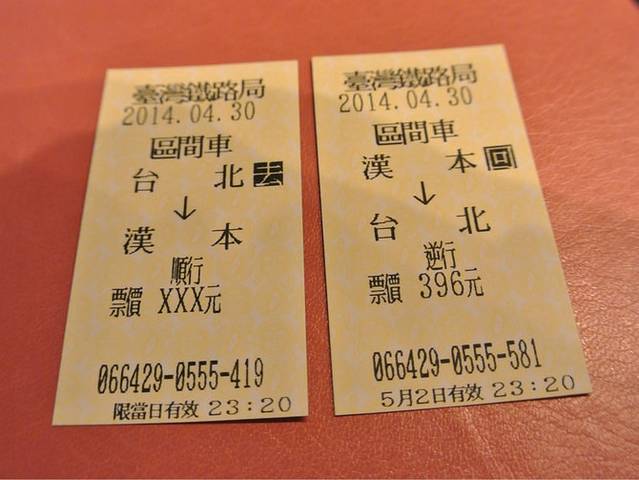 臺灣鐵路局
2014.04.30
區間車
台 北 去
↓
漢 本
順行
票價 XXX元
066429-0555-419
限當日有效 23:20
臺灣鐵路局
2014.04.30
區間車
漢 本 回
↓
台 北
逆行
票價 396元
066429-0555-581
5月2日有效 23:20